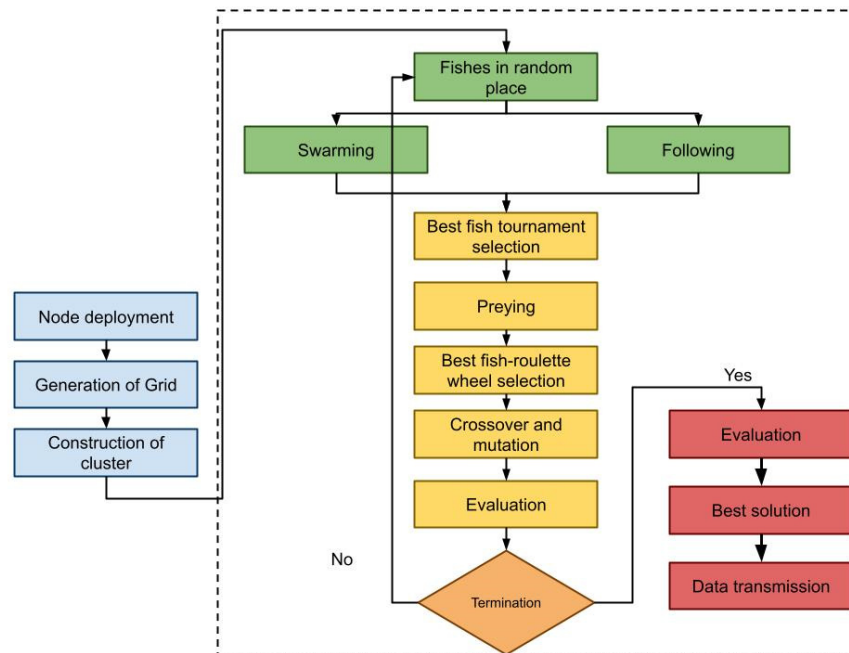 Fishes in random
place
Swarming
Following
Best fish tournament
selection
Node deployment
Preying
Generation of Grid
Best fish-roulette
wheel selection
Yes
Construction of
cluster
Crossover and
mutation
Evaluation
Evaluation
Best solution
No
Termination
Data transmission